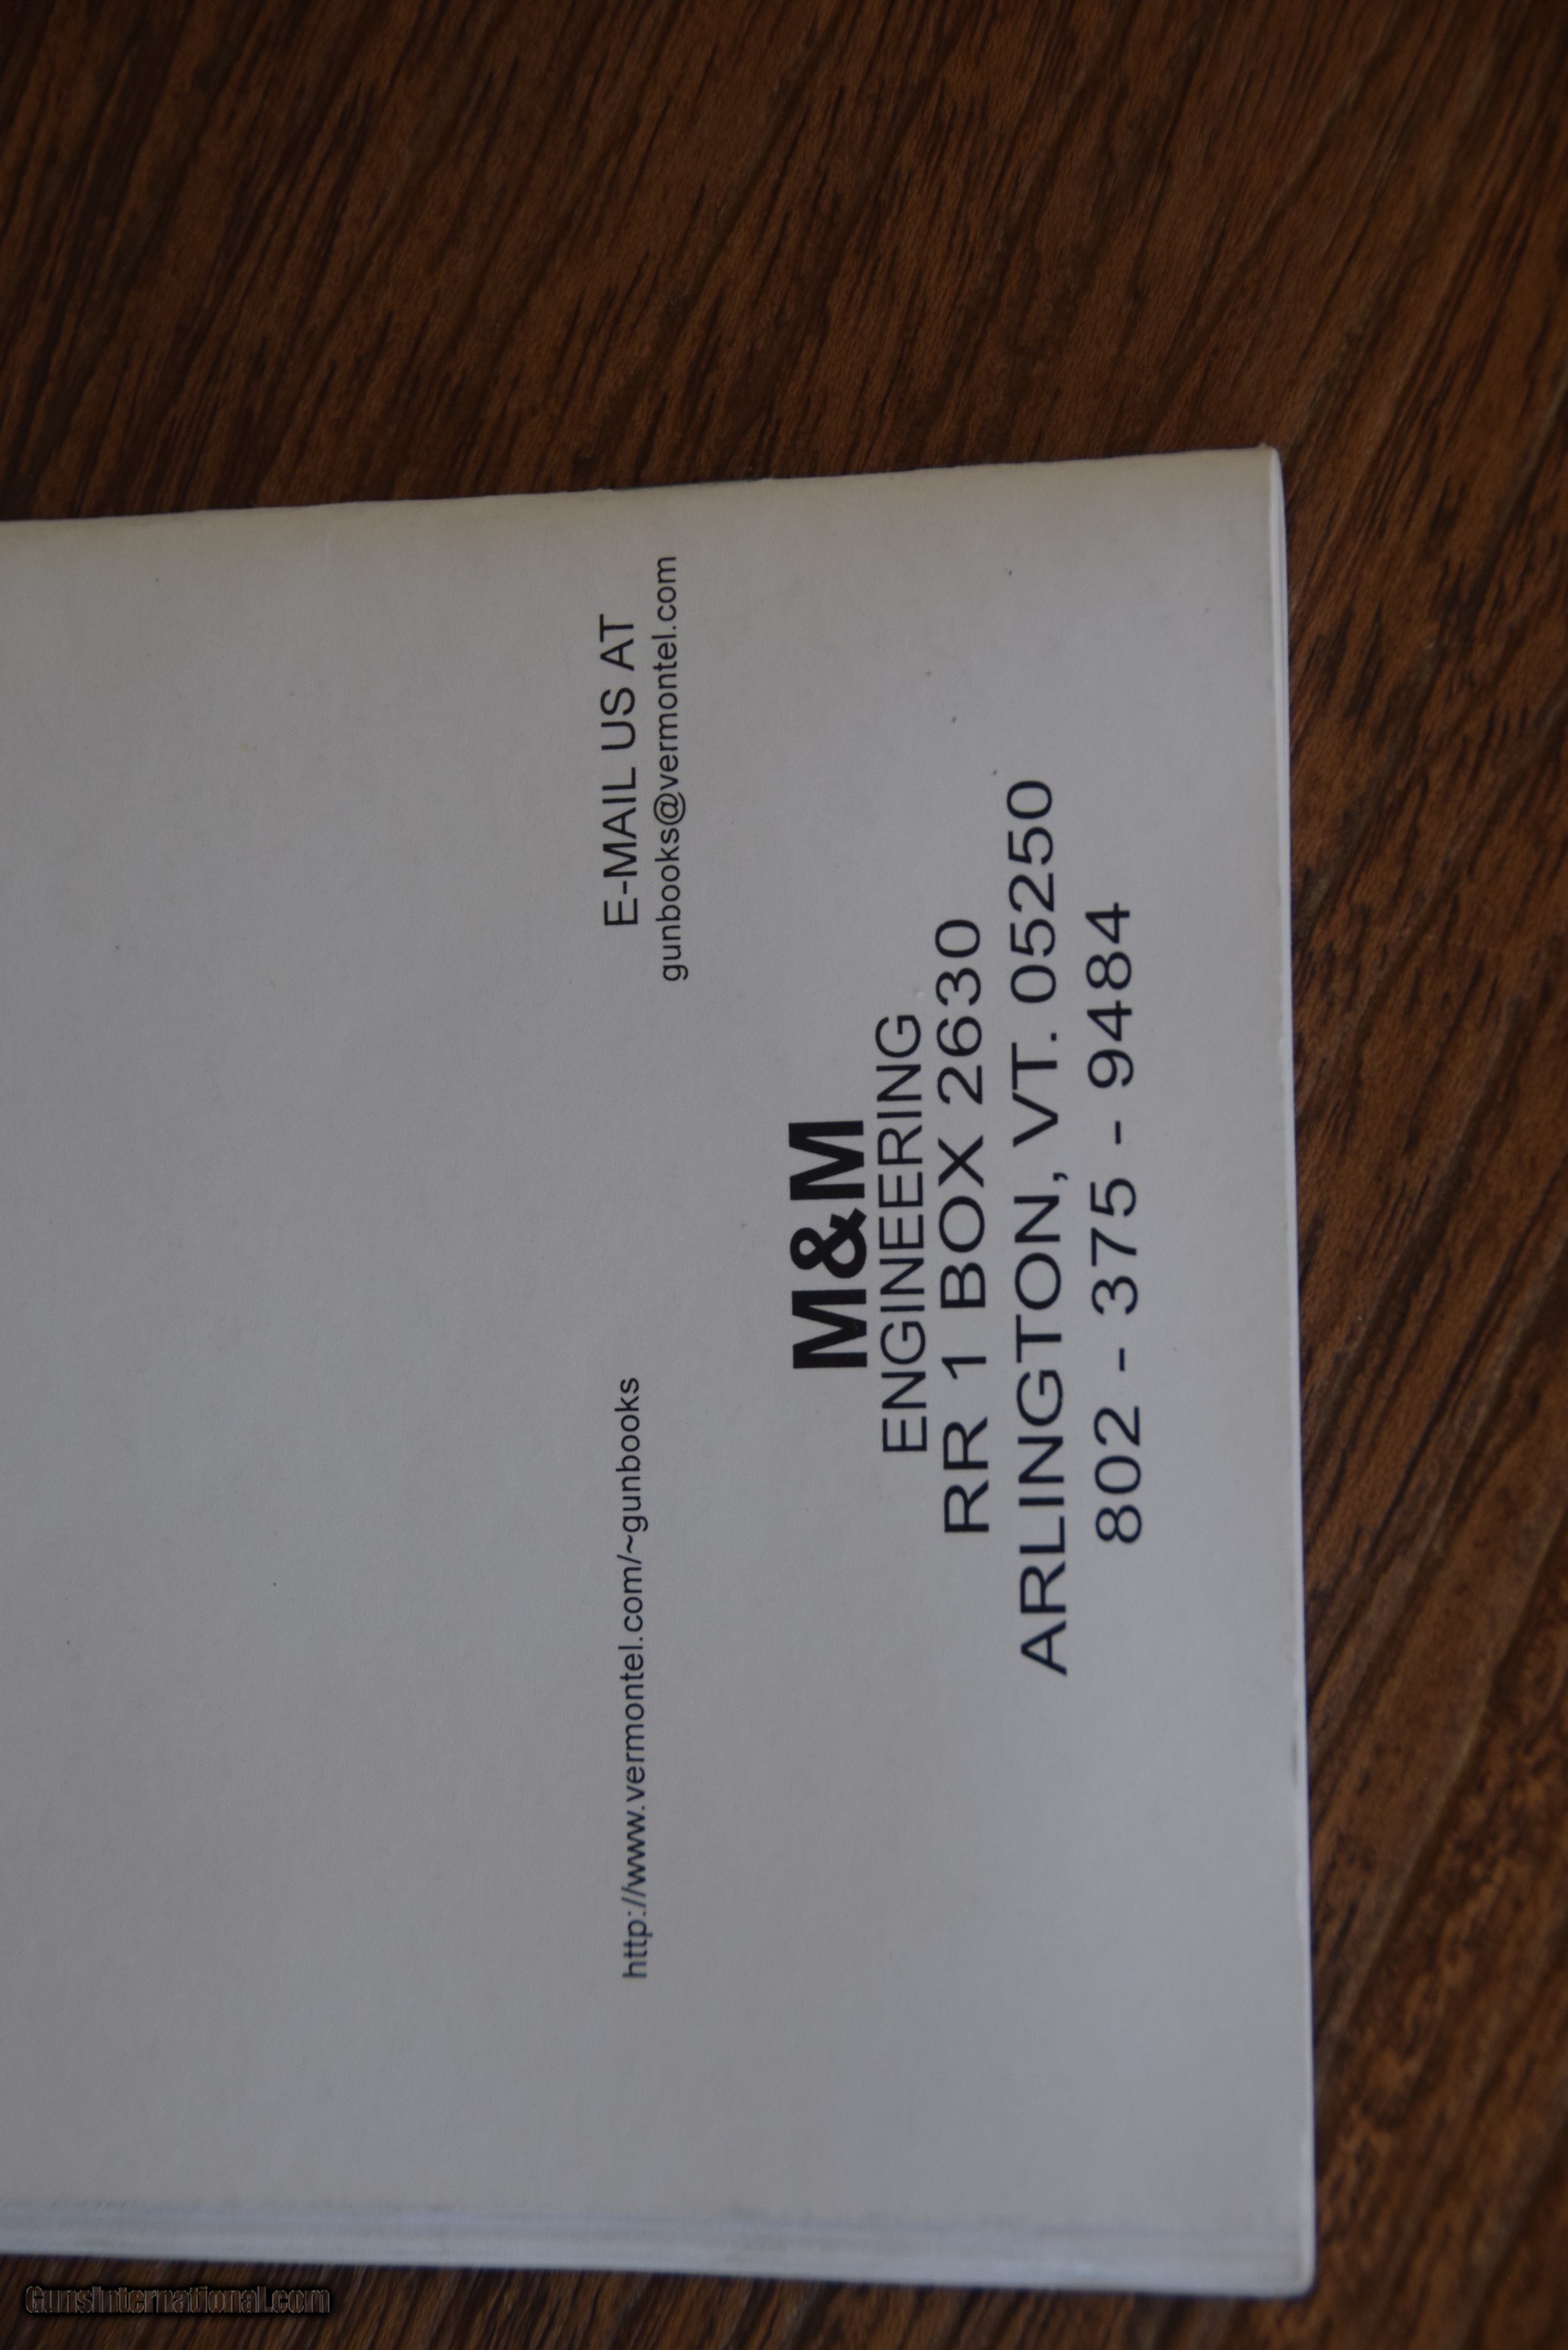 http://www.vermontel.com/~gunbooks
E-MAIL US AT
gunbooks@vermontel.com
M&M
ENGINEERING
RR 1 BOX 2630
ARLINGTON, VT. 05250
802 - 375 - 9484
GunsInternational.com